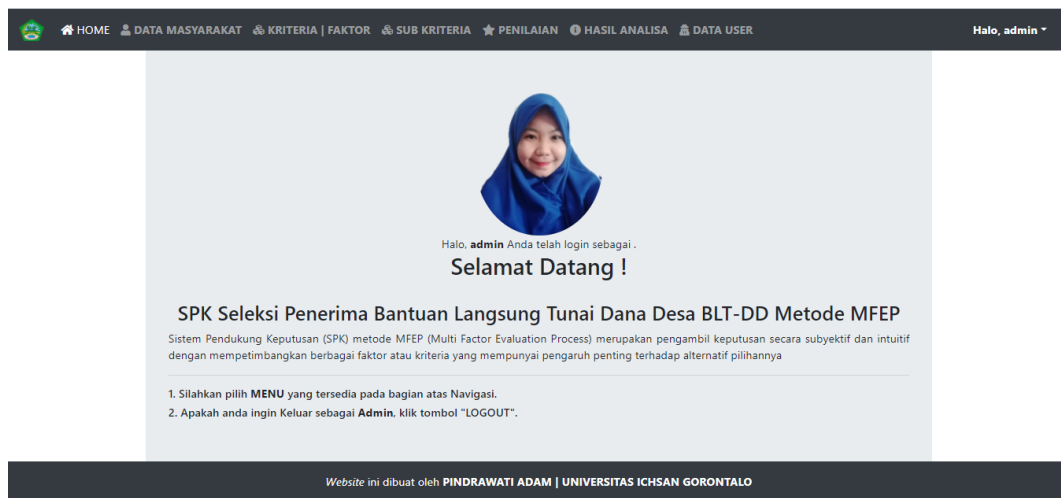 HOME DATA MASYARAKAT KRITERIA | FAKTOR SUB KRITERIA PENILAIAN HASIL ANALISA DATA USER Halo, admin
Halo, admin Anda telah login sebagai .
Selamat Datang !
SPK Seleksi Penerima Bantuan Langsung Tunai Dana Desa BLT-DD Metode MFEP
Sistem Pendukung Keputusan (SPK) metode MFEP (Multi Factor Evaluation Process) merupakan pengambil keputusan secara subyektif dan intuitif
dengan mempetimbangkan berbagai faktor atau kriteria yang mempunyai pengaruh penting terhadap alternatif pilihannya
1. Silahkan pilih MENU yang tersedia pada bagian atas Navigasi.
2. Apakah anda ingin Keluar sebagai Admin, klik tombol "LOGOUT".
Website ini dibuat oleh PINDRAWATI ADAM | UNIVERSITAS ICHSAN GORONTALO